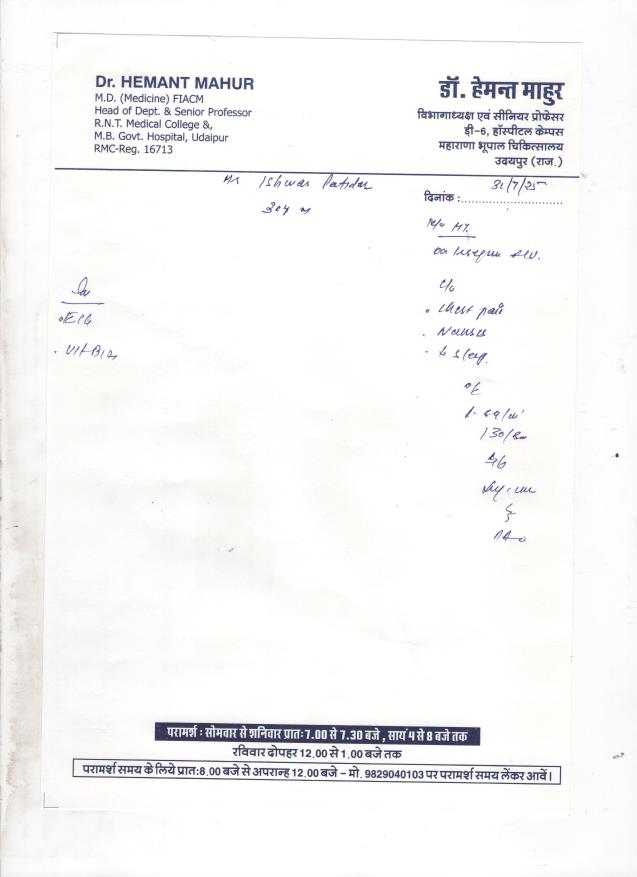 Dr. HEMANT MAHUR
M.D. (Medicine) FIACM
Head of Dept. & Senior Professor
R.N.T. Medical College &,
M.B. Govt. Hospital, Udaipur
RMC-Reg. 16713
डॉ. हेमन्त माहुर
विभागाध्यक्ष एवं सीनियर प्रोफेसर
डी-6, हॉस्पीटल केम्पस
महाराणा भूपाल चिकित्सालय
उदयपुर (राज.)
Mr Ishwar Patidar
30y M
दिनांक : 31/7/25
c/o
Chest pain
Nausea
sleep
o/e
130/80
ECG
Vit B12
परामर्श : सोमवार से शनिवार प्रातः 7.00 से 7.30 बजे , सायं 4 से 8 बजे तक
रविवार दोपहर 12.00 से 1.00 बजे तक
परामर्श समय के लिये प्रात:8.00 बजे से अपरान्ह 12.00 बजे – मो. 9829040103 पर परामर्श समय लेंकर आवें।